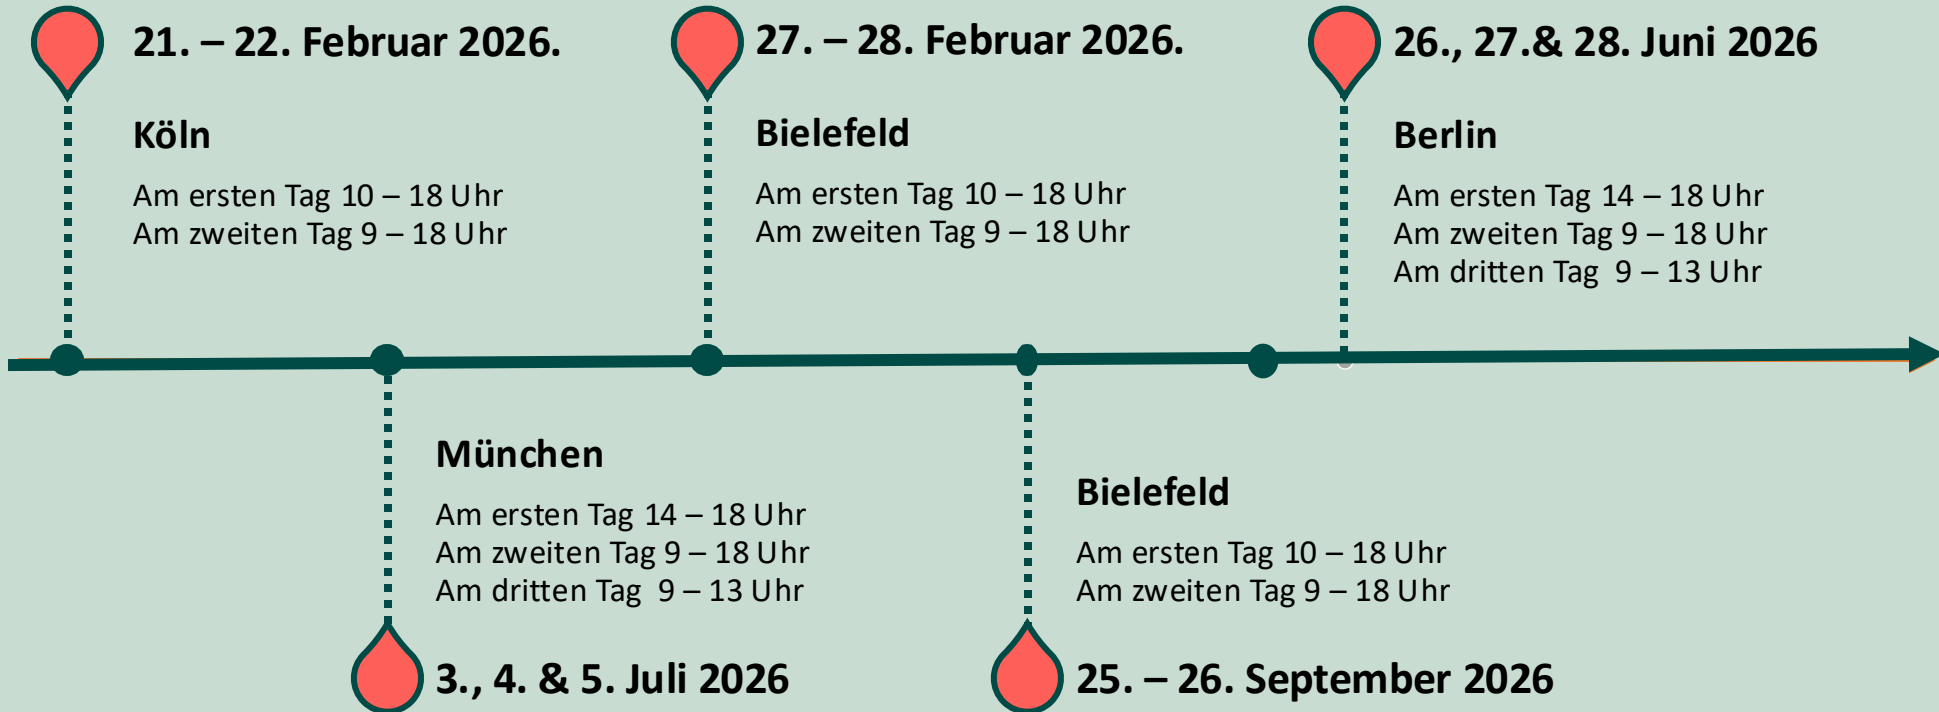 21. – 22. Februar 2026.
Köln
Am ersten Tag 10 – 18 Uhr
Am zweiten Tag 9 – 18 Uhr
27. – 28. Februar 2026.
Bielefeld
Am ersten Tag 10 – 18 Uhr
Am zweiten Tag 9 – 18 Uhr
26., 27.& 28. Juni 2026
Berlin
Am ersten Tag 14 – 18 Uhr
Am zweiten Tag 9 – 18 Uhr
Am dritten Tag  9 – 13 Uhr
München
Am ersten Tag 14 – 18 Uhr
Am zweiten Tag 9 – 18 Uhr
Am dritten Tag  9 – 13 Uhr
3., 4. & 5. Juli 2026
Bielefeld
Am ersten Tag 10 – 18 Uhr
Am zweiten Tag 9 – 18 Uhr
25. – 26. September 2026